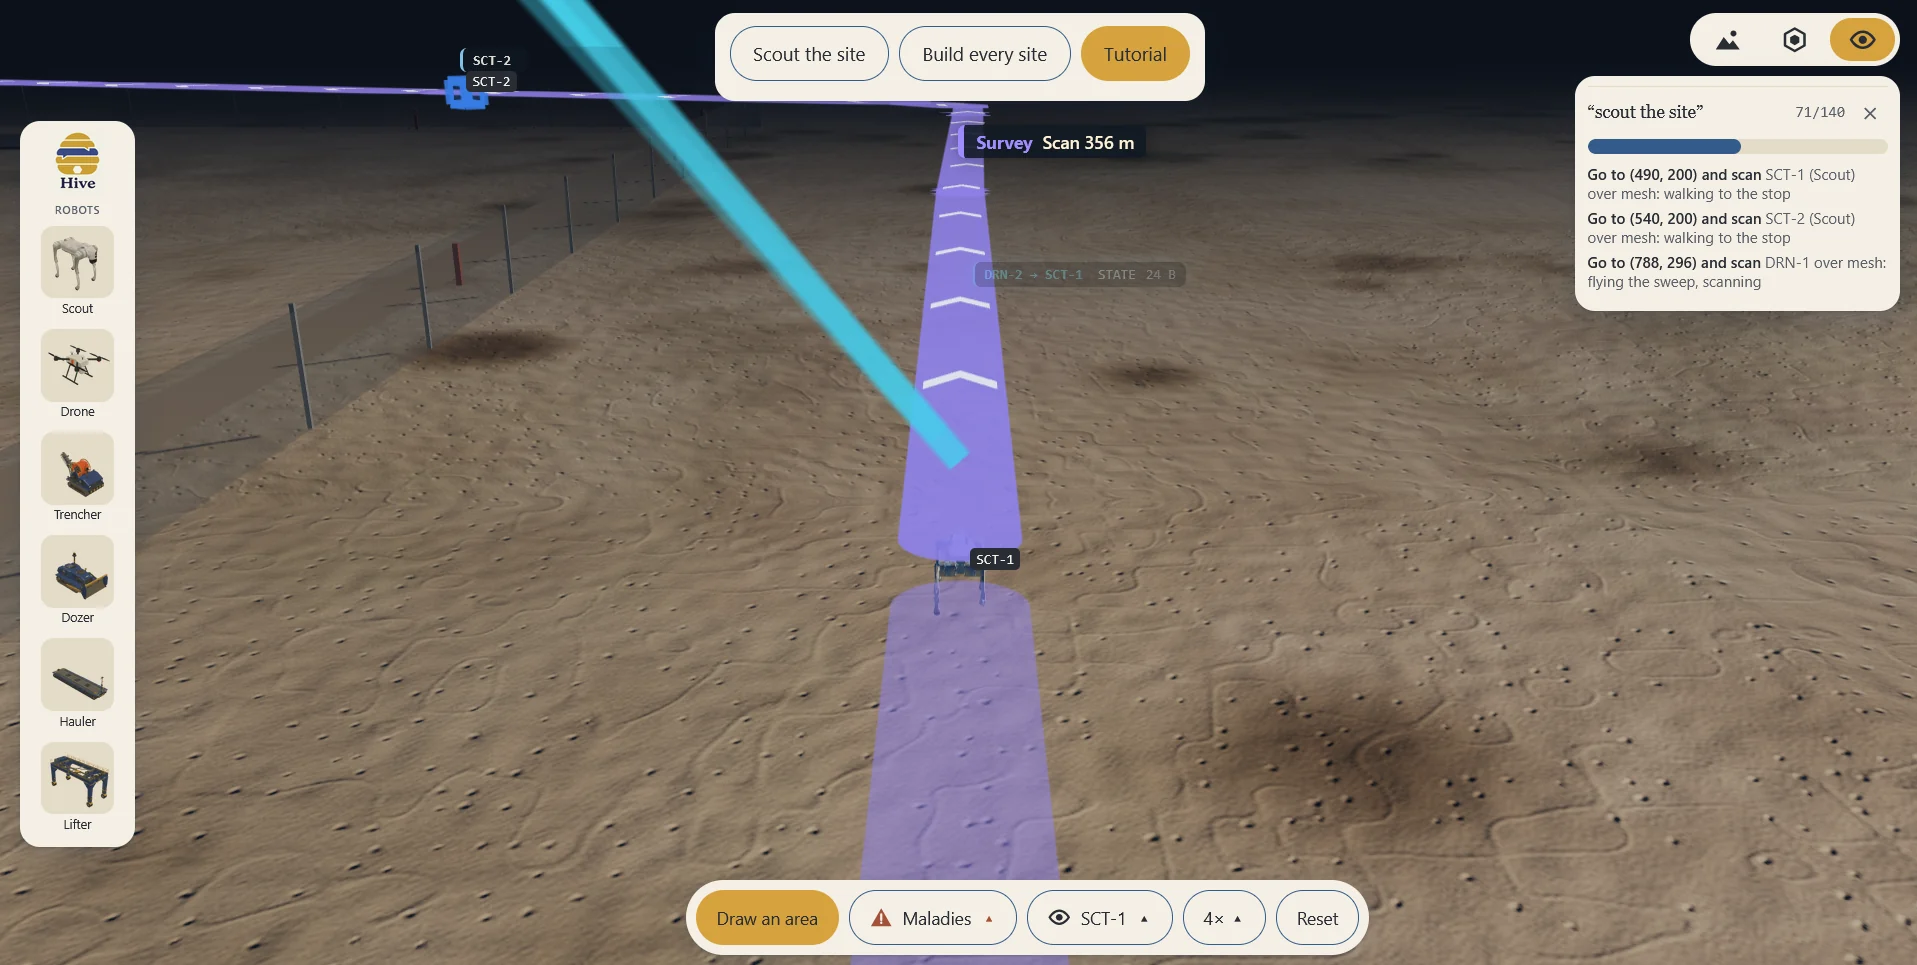 Scout the site
Build every site
Tutorial
SCT-2
SCT-2
Survey Scan 356 m
DRN-2 → SCT-1 STATE 24 B
SCT-1
Hive
ROBOTS
Scout
Drone
Trencher
Dozer
Hauler
Lifter
“scout the site” 71/140
Go to (490, 200) and scan SCT-1 (Scout)
over mesh: walking to the stop
Go to (540, 200) and scan SCT-2 (Scout)
over mesh: walking to the stop
Go to (788, 296) and scan DRN-1 over mesh:
flying the sweep, scanning
Draw an area
Maladies
SCT-1
4×
Reset